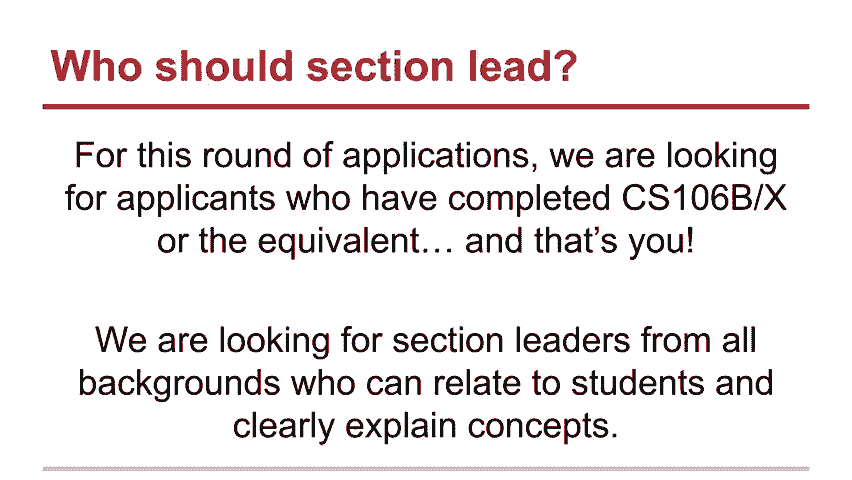 Who should section lead?
For this round of applications, we are looking
for applicants who have completed CS106B/X
or the equivalent… and that’s you!
We are looking for section leaders from all
backgrounds who can relate to students and
clearly explain concepts.